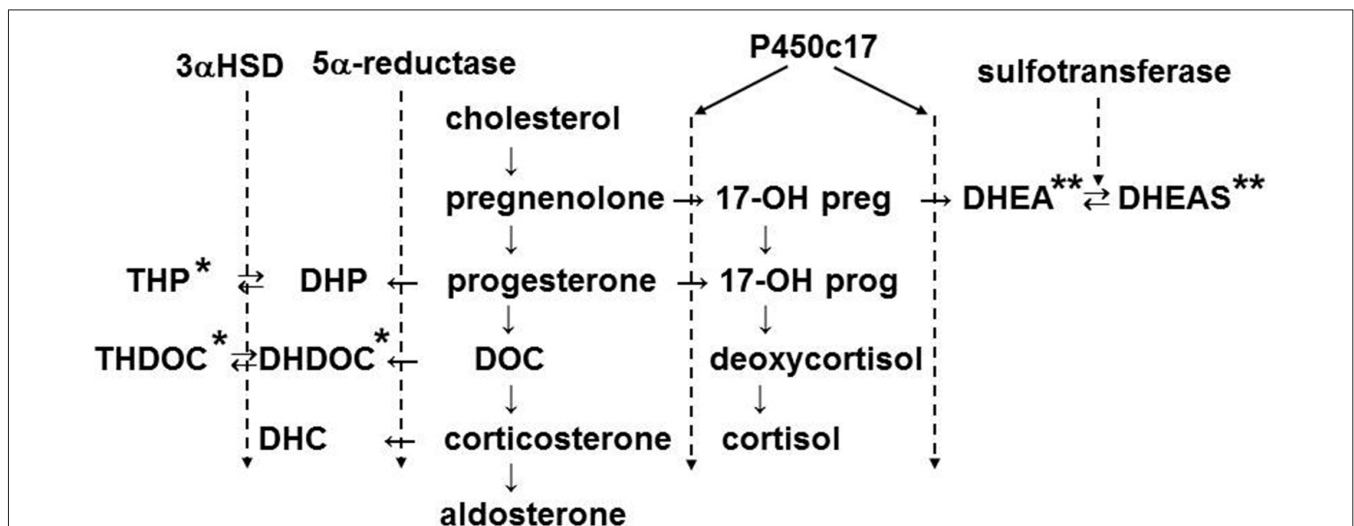 3αHSD 5α-reductase P450c17 sulfotransferase
cholesterol
pregnenolone → 17-OH preg → DHEA** ⇄ DHEAS**
THP* ⇄ DHP ← progesterone → 17-OH prog
THDOC* ⇄ DHDOC* ← DOC deoxycortisol
DHC ← corticosterone cortisol
aldosterone